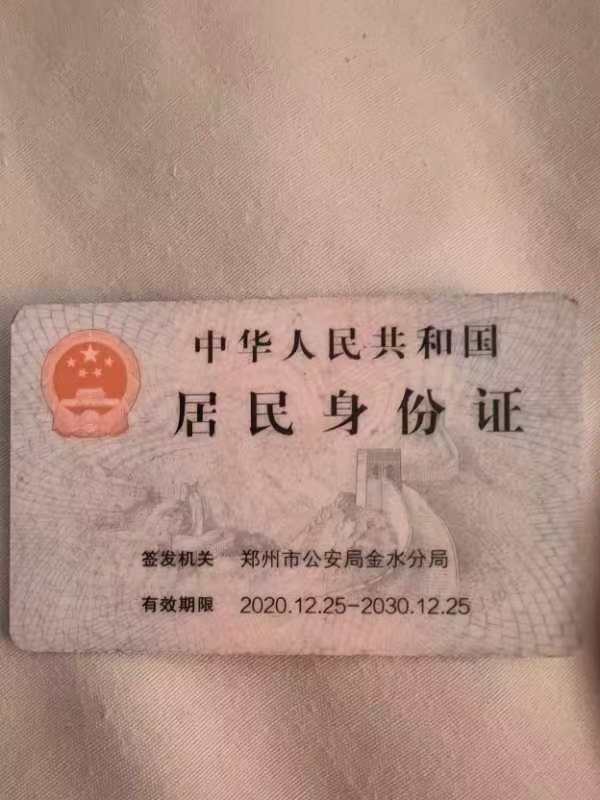 中华人民共和国
居民身份证
签发机关 郑州市公安局金水分局
有效期限 2020.12.25-2030.12.25